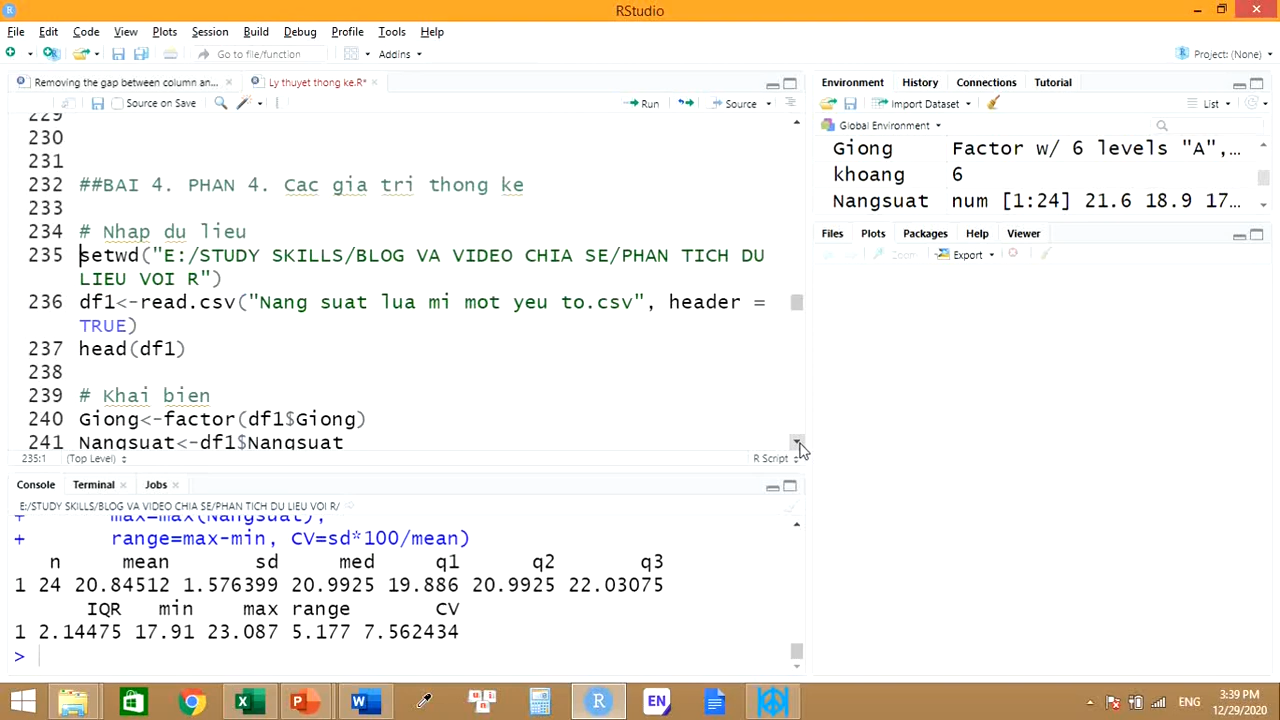 RStudio
File Edit Code View Plots Session Build Debug Profile Tools Help
Go to file/function Addins Project: (None)
Removing the gap between column an... Ly thuyet thong ke.R*
Source on Save Run Source
229
230
231
232 ##BAI 4. PHAN 4. Cac gia tri thong ke
233
234 # Nhap du lieu
235 setwd("E:/STUDY SKILLS/BLOG VA VIDEO CHIA SE/PHAN TICH DU
LIEU VOI R")
236 df1<-read.csv("Nang suat lua mi mot yeu to.csv", header =
TRUE)
237 head(df1)
238
239 # Khai bien
240 Giong<-factor(df1$Giong)
241 Nangsuat<-df1$Nangsuat
235:1 (Top Level) R Script
Console Terminal Jobs
E:/STUDY SKILLS/BLOG VA VIDEO CHIA SE/PHAN TICH DU LIEU VOI R/
+ max=max(Nangsuat),
+ range=max-min, CV=sd*100/mean)
n mean sd med q1 q2 q3
1 24 20.84512 1.576399 20.9925 19.886 20.9925 22.03075
IQR min max range CV
1 2.14475 17.91 23.087 5.177 7.562434
>
Environment History Connections Tutorial
Import Dataset List
Global Environment
Giong Factor w/ 6 levels "A",...
khoang 6
Nangsuat num [1:24] 21.6 18.9 17...
Files Plots Packages Help Viewer
Zoom Export
EN
ENG
3:39 PM
12/29/2020